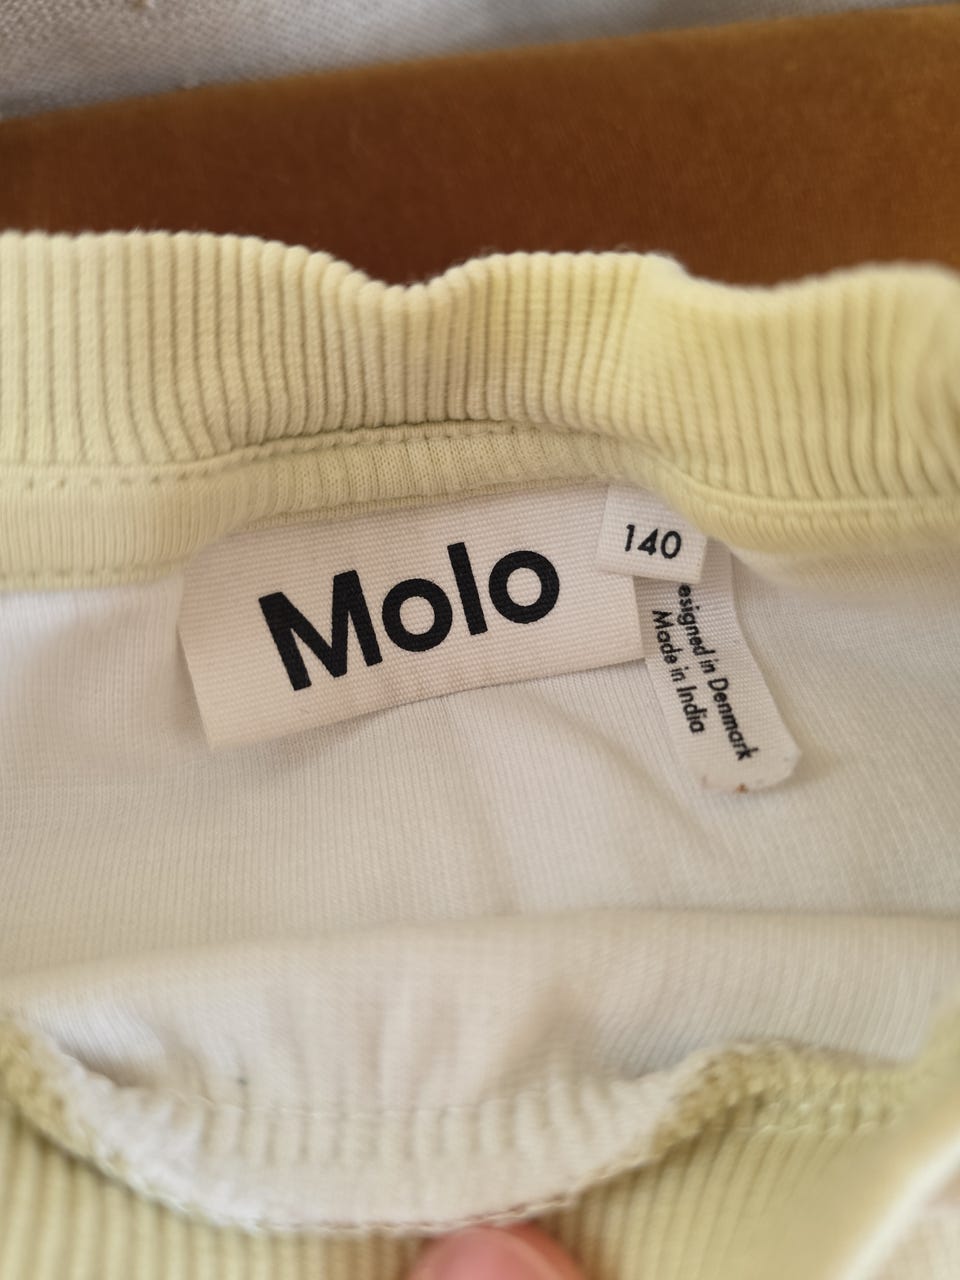 Molo
140
esigned in Denmark
Made in India